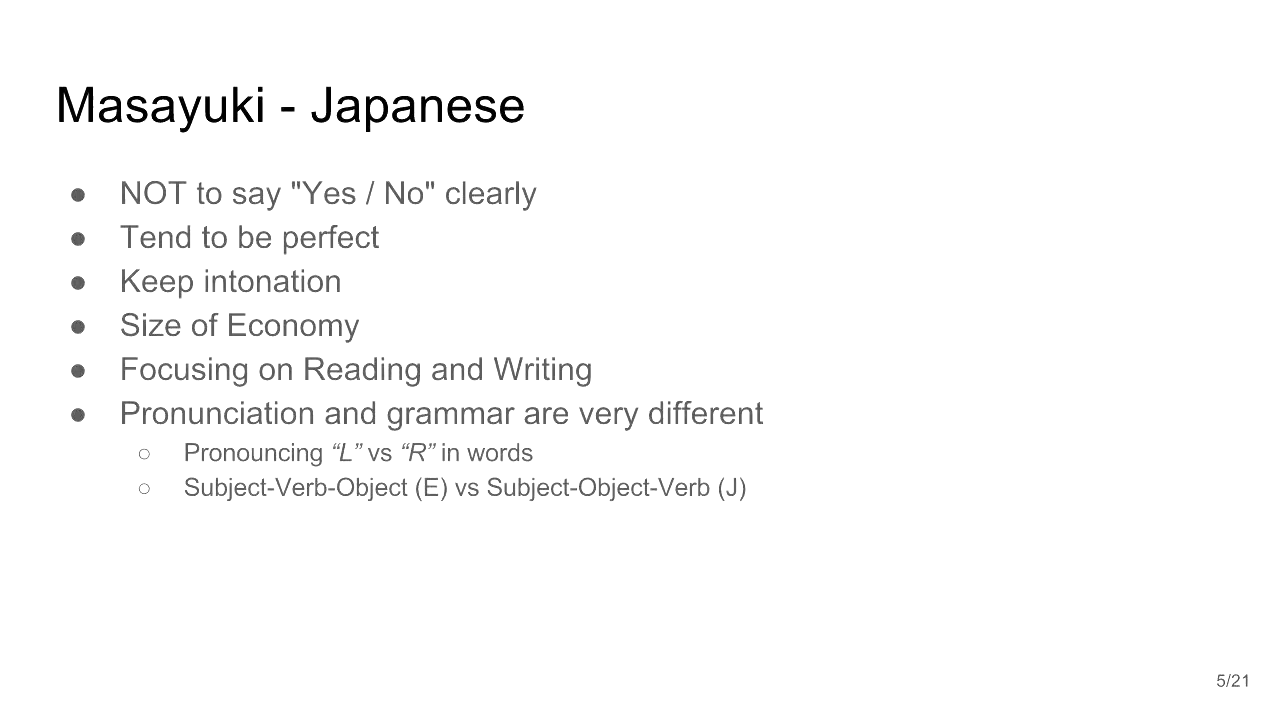 Masayuki - Japanese
● NOT to say "Yes / No" clearly
● Tend to be perfect
● Keep intonation
● Size of Economy
● Focusing on Reading and Writing
● Pronunciation and grammar are very different
○ Pronouncing “L” vs “R” in words
○ Subject-Verb-Object (E) vs Subject-Object-Verb (J)
5/21